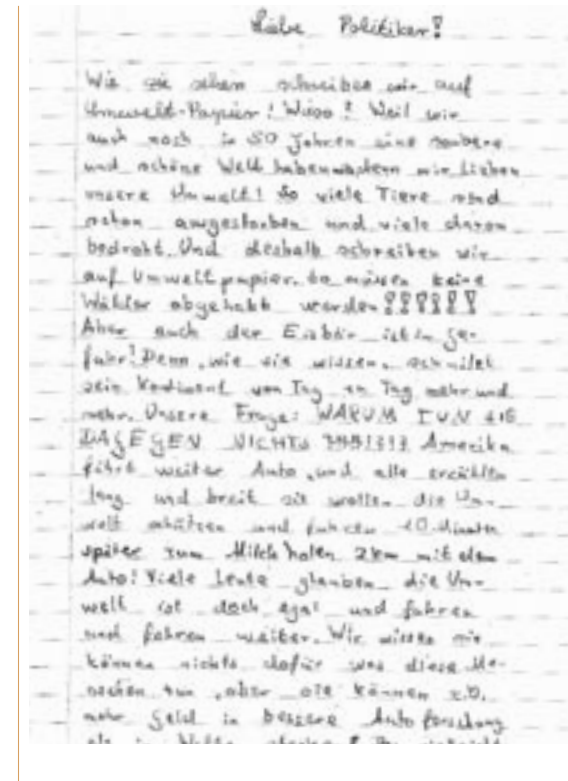 Liebe Politiker!
Wie sie sehen schreiben wir auf
Umwelt-Papier! Wiso? Weil wir
auch noch in 50 Jahren eine saubere
und schöne Welt haben wir lieben
unsere Umwelt! So viele Tiere sind
schon ausgestorben und viele davon
bedroht. Und deshalb schreiben wir
auf Umweltpapier. So müssen keine
Wälder abgeholzt werden!!!!!!
Aber auch der Eisbär ist in Ge-
fahr! Denn, wie sie wissen, schmilzt
sein Kontinent von Tag zu Tag mehr und
mehr. Unsere Frage: WARUM TUN SIE
DAGEGEN NICHTS Amerika
fährt weiter Auto, und alle erzählen
lang und breit sie wollen die Um-
welt schützen und fahren 10 Minuten
später zum Milch holen 2km mit dem
Auto! Viele Leute glauben die Um-
welt ist doch egal und fahren
und fahren weiter. Wir wissen sie
können nichts dafür was diese Me-
nschen tun, aber sie können z.B.
mehr Geld in bessere Autoforschung
als in